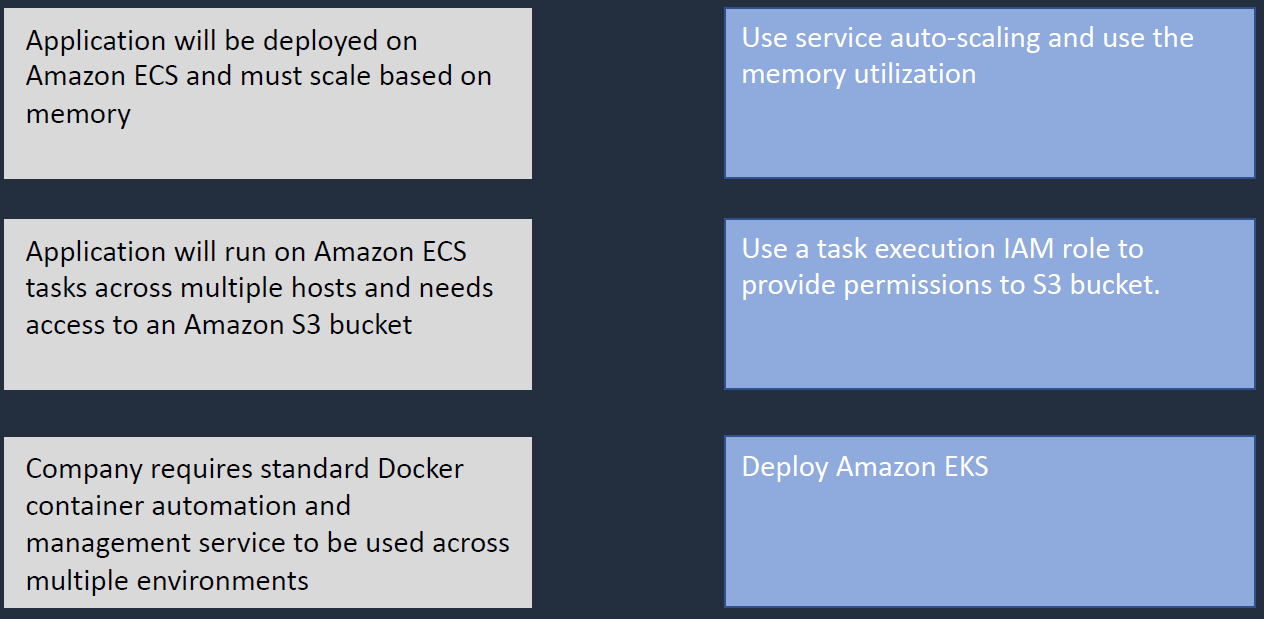 Application will be deployed on
Amazon ECS and must scale based on
memory
Use service auto-scaling and use the
memory utilization
Application will run on Amazon ECS
tasks across multiple hosts and needs
access to an Amazon S3 bucket
Use a task execution IAM role to
provide permissions to S3 bucket.
Company requires standard Docker
container automation and
management service to be used across
multiple environments
Deploy Amazon EKS